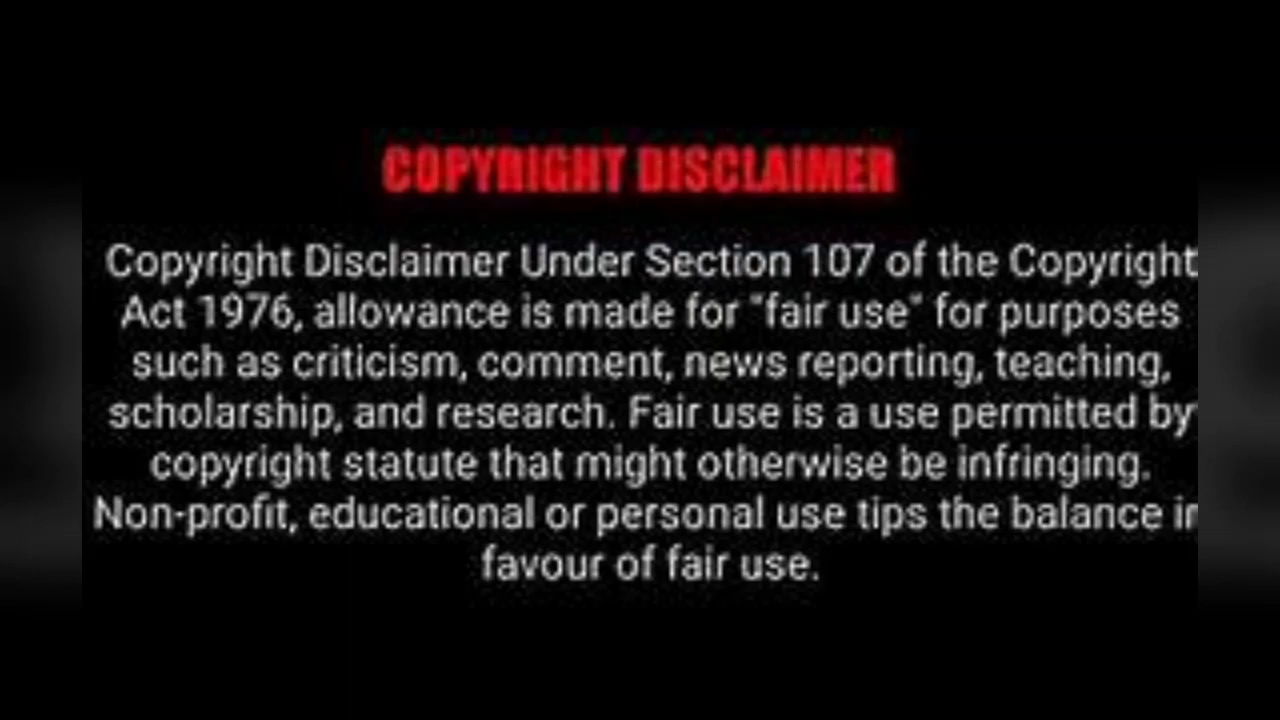 COPYRIGHT DISCLAIMER
Copyright Disclaimer Under Section 107 of the Copyright
Act 1976, allowance is made for "fair use" for purposes
such as criticism, comment, news reporting, teaching,
scholarship, and research. Fair use is a use permitted by
copyright statute that might otherwise be infringing.
Non-profit, educational or personal use tips the balance in
favour of fair use.